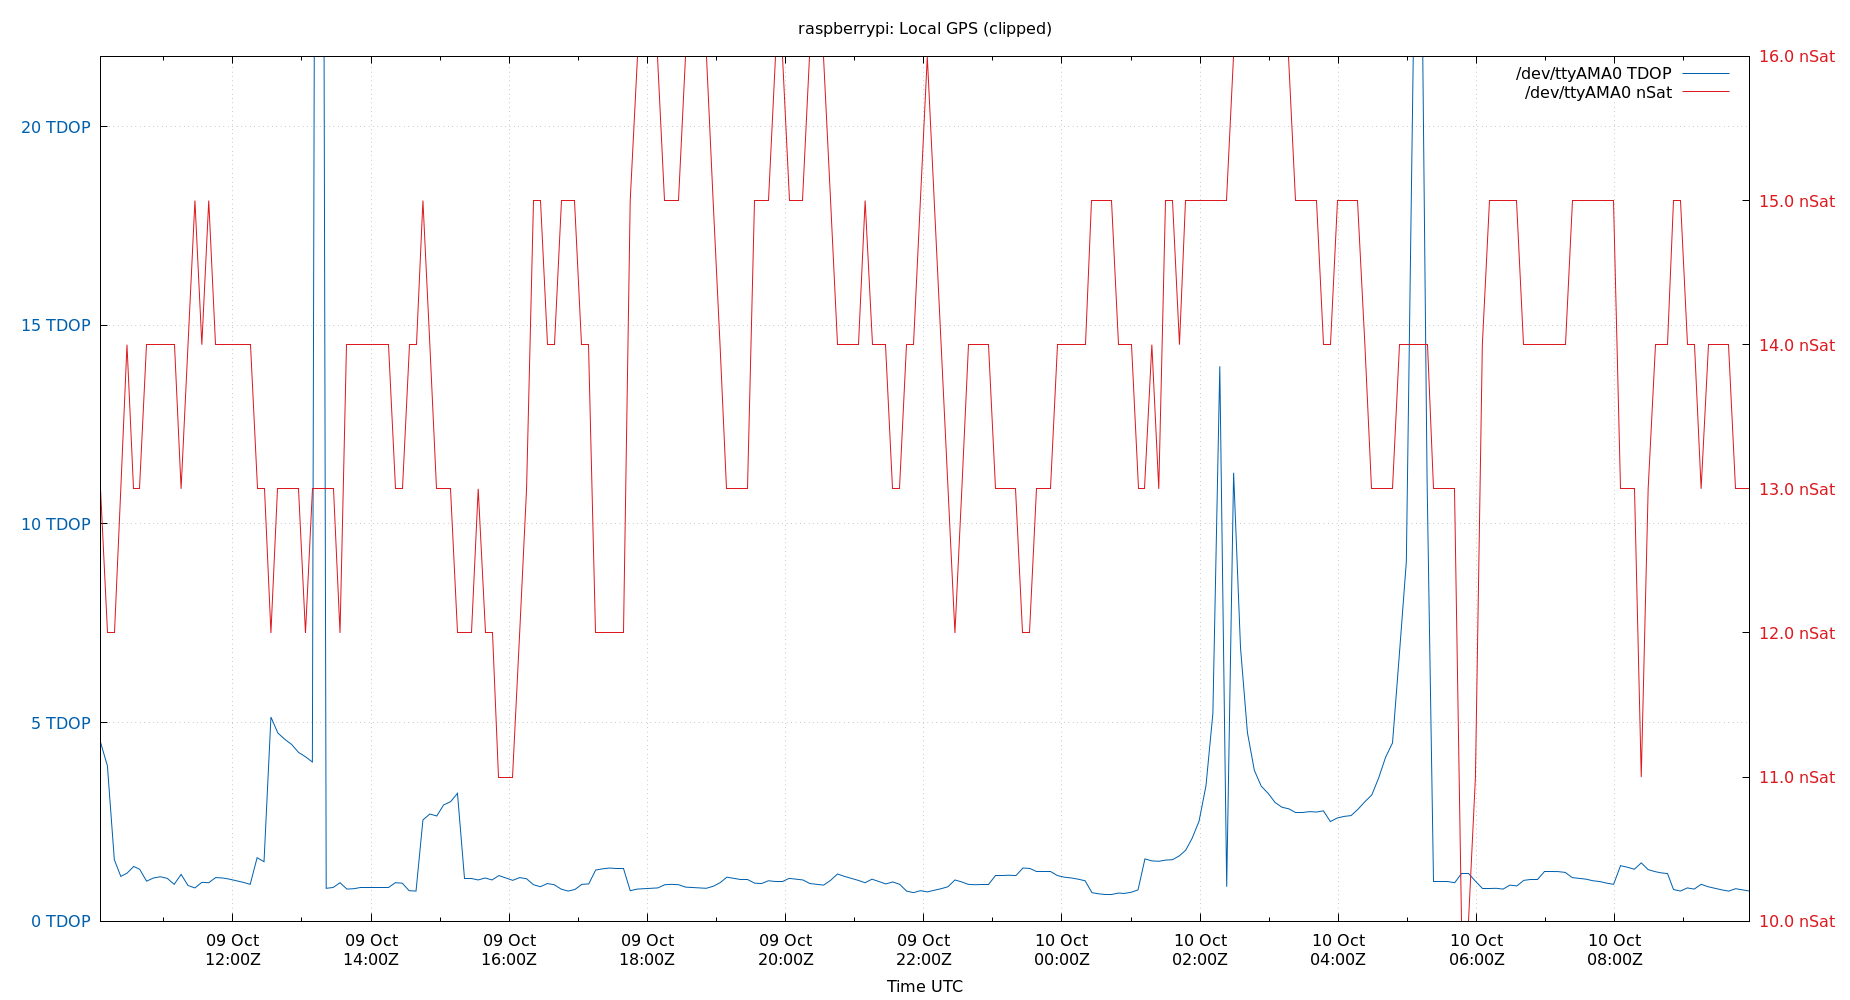 raspberrypi: Local GPS (clipped)
16.0 nSat
/dev/ttyAMA0 TDOP
/dev/ttyAMA0 nSat
20 TDOP
15.0 nSat
15 TDOP
14.0 nSat
13.0 nSat
10 TDOP
12.0 nSat
5 TDOP
11.0 nSat
0 TDOP
10.0 nSat
09 Oct
12:00Z
09 Oct
14:00Z
09 Oct
16:00Z
09 Oct
18:00Z
09 Oct
20:00Z
09 Oct
22:00Z
10 Oct
00:00Z
10 Oct
02:00Z
10 Oct
04:00Z
10 Oct
06:00Z
10 Oct
08:00Z
Time UTC